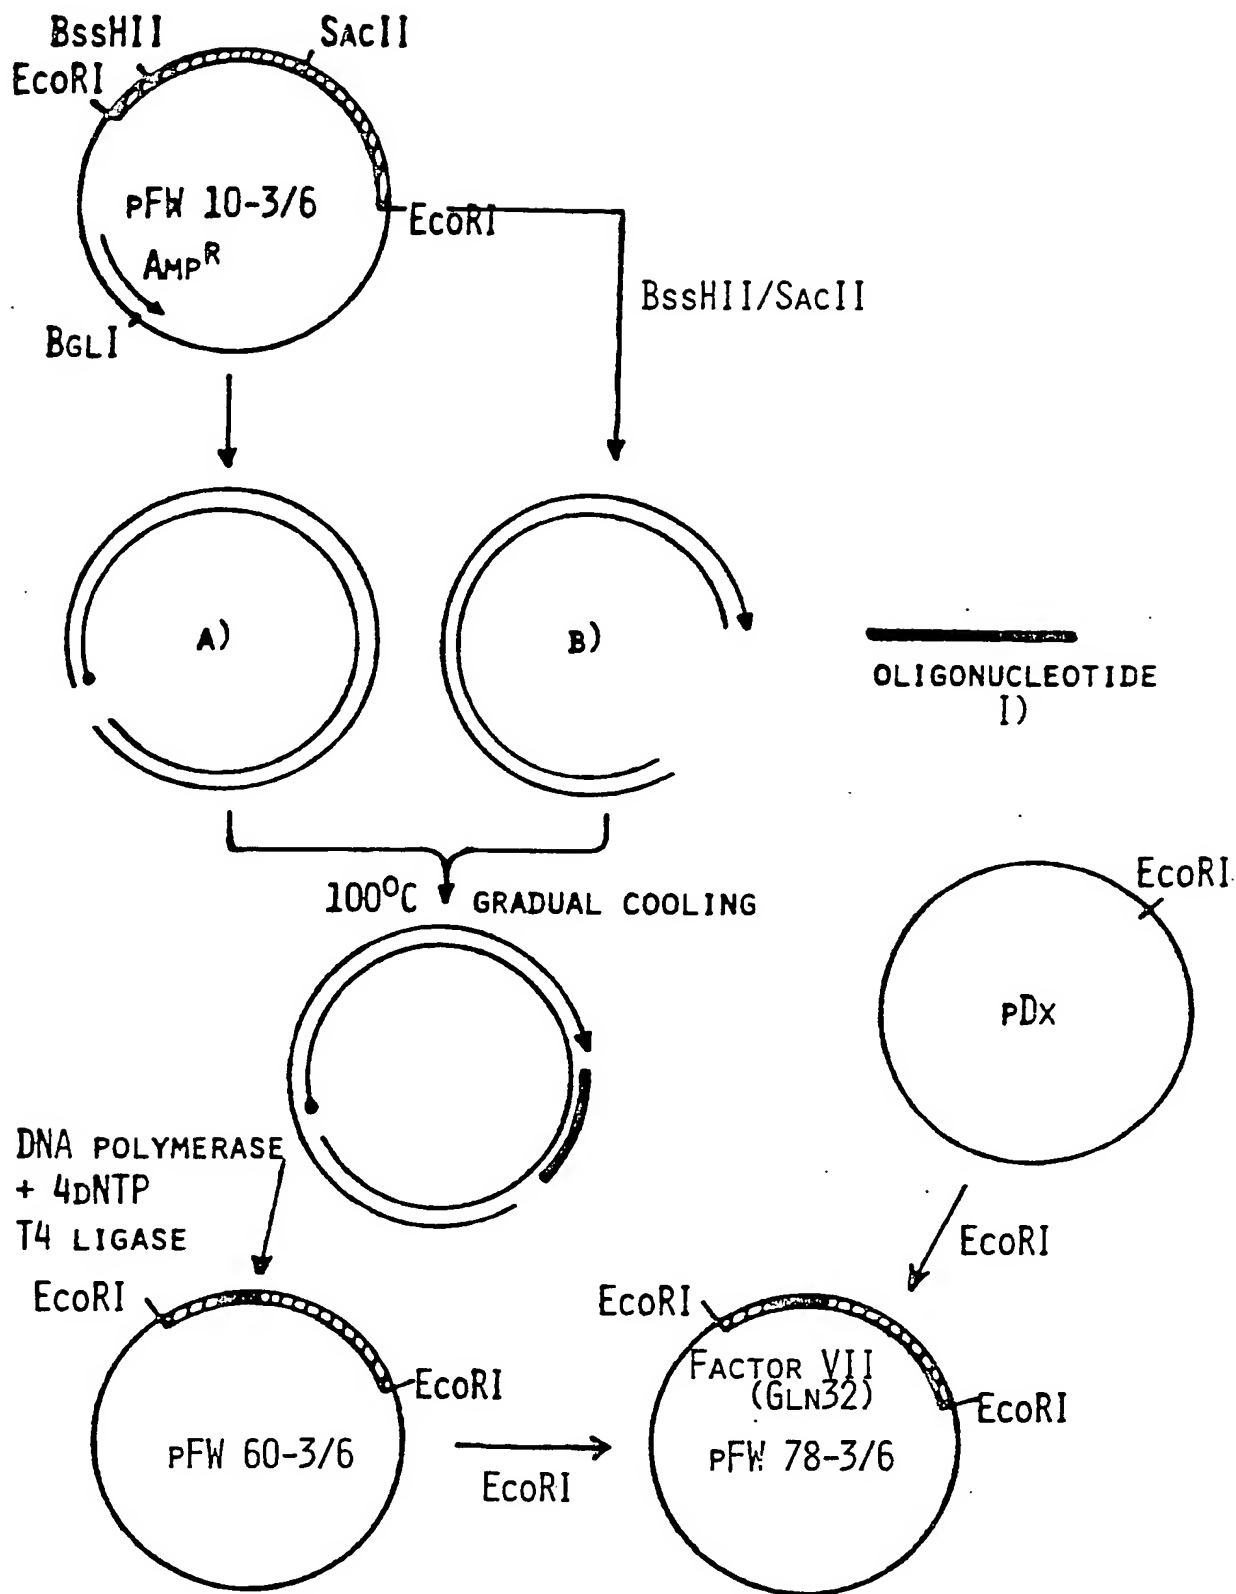 BssHII
SacII
EcoRI
pFW 10-3/6
EcoRI
AmpR
BssHII/SacII
BglI
A)
B)
OLIGONUCLEOTIDE
I)
100°C GRADUAL COOLING
EcoRI
pDx
DNA POLYMERASE
+ 4dNTP
T4 LIGASE
EcoRI
EcoRI
EcoRI
FACTOR VII
(GLN32)
EcoRI
EcoRI
pFW 60-3/6
pFW 78-3/6
EcoRI